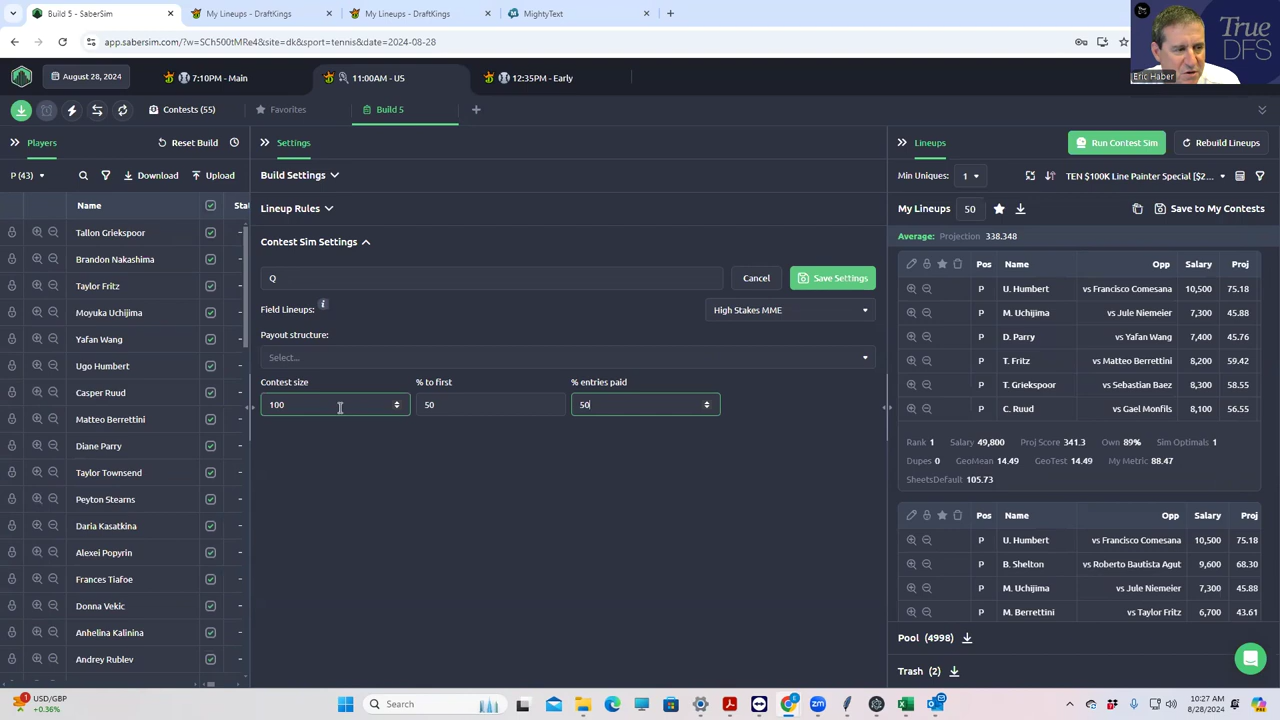 Build 5 - SaberSim
My Lineups - DraftKings
My Lineups - DraftKings
MightyText
app.sabersim.com/?w=SCh500tMRe4&site=dk&sport=tennis&date=2024-08-28
True DFS
Eric Haber
August 28, 2024
7:10PM - Main
11:00AM - US
12:35PM - Early
Contests (55)
Favorites
Build 5
Players
Reset Build
Settings
Lineups
Run Contest Sim
Rebuild Lineups
P (43)
Download
Upload
Build Settings
Min Uniques:
1
TEN $100K Line Painter Special [$2...
Name
Sta
Lineup Rules
My Lineups
50
Save to My Contests
Tallon Griekspoor
Brandon Nakashima
Taylor Fritz
Moyuka Uchijima
Yafan Wang
Ugo Humbert
Casper Ruud
Matteo Berrettini
Diane Parry
Taylor Townsend
Peyton Stearns
Daria Kasatkina
Alexei Popyrin
Frances Tiafoe
Donna Vekic
Anhelina Kalinina
Andrey Rublev
Contest Sim Settings
Q
Cancel
Save Settings
Field Lineups:
High Stakes MME
Payout structure:
Select...
Contest size
% to first
% entries paid
100
50
50
Average: Projection 338.348
Pos Name Opp Salary Proj
P U. Humbert vs Francisco Comesana 10,500 75.18
P M. Uchijima vs Jule Niemeier 7,300 45.88
P D. Parry vs Yafan Wang 7,400 45.76
P T. Fritz vs Matteo Berrettini 8,200 59.42
P T. Griekspoor vs Sebastian Baez 8,300 58.55
P C. Ruud vs Gael Monfils 8,100 56.55
Rank 1 Salary 49,800 Proj Score 341.3 Own 89% Sim Optimals 1
Dupes 0 GeoMean 14.49 GeoTest 14.49 My Metric 88.47
SheetsDefault 105.73
Pos Name Opp Salary Proj
P U. Humbert vs Francisco Comesana 10,500 75.18
P B. Shelton vs Roberto Bautista Agut 9,600 68.30
P M. Uchijima vs Jule Niemeier 7,300 45.88
P M. Berrettini vs Taylor Fritz 6,700 43.61
Pool (4998)
Trash (2)
USD/GBP
+0.36%
Search
10:27 AM
8/28/2024